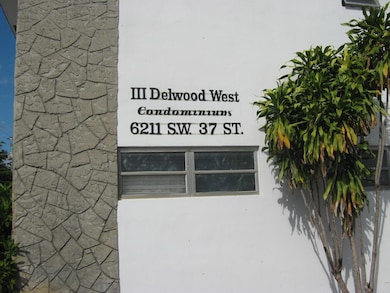 III Delwood West
Condominium
6211 S.W. 37 ST.